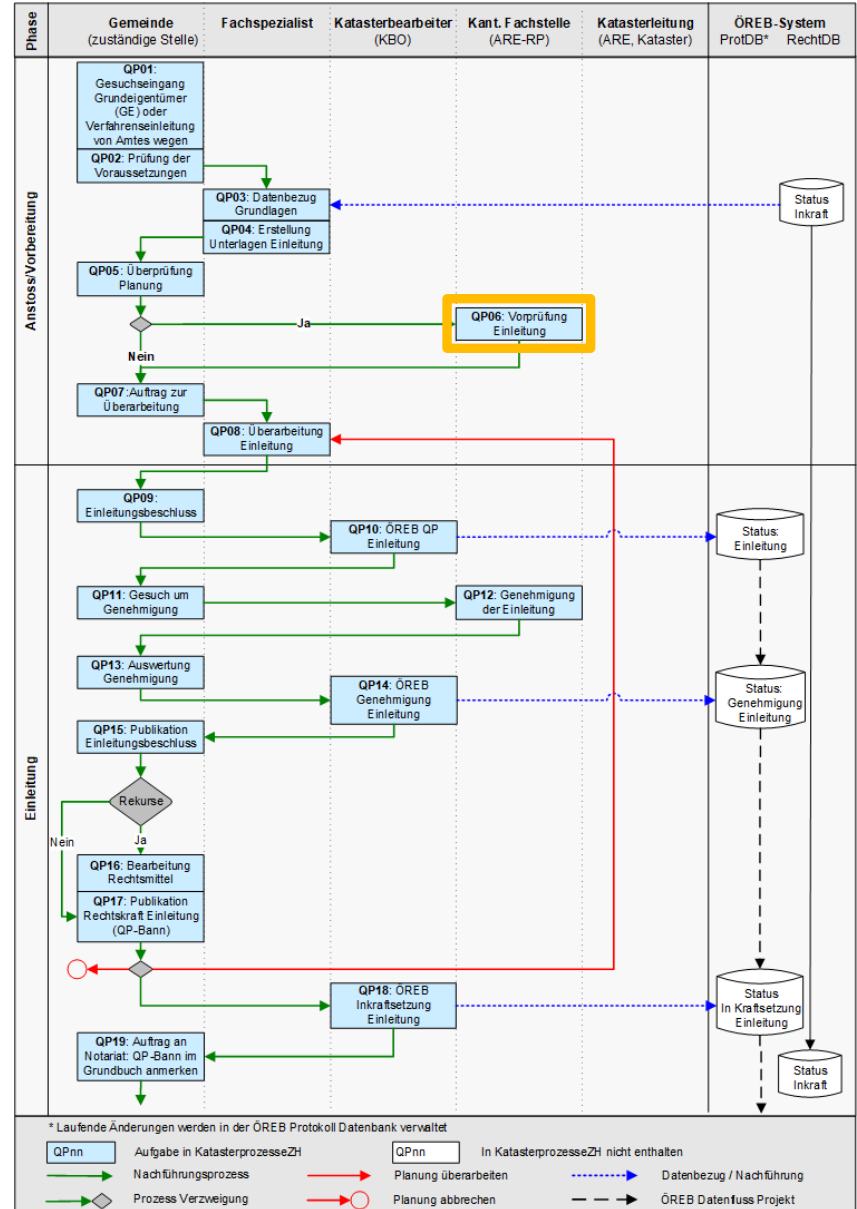 Phase
Gemeinde
(zuständige Stelle)
Fachspezialist
Katasterbearbeiter
(KBO)
Kant. Fachstelle
(ARE-RP)
Katasterleitung
(ARE, Kataster)
ÖREB-System
ProtDB* RechtDB
Anstoss/Vorbereitung
QP01:
Gesuchseingang
Grundeigentümer
(GE) oder
Verfahrenseinleitung
von Amtes wegen
QP02: Prüfung der
Voraussetzungen
QP03: Datenbezug
Grundlagen
Status
Inkraft
QP04: Erstellung
Unterlagen Einleitung
QP05: Überprüfung
Planung
Ja
QP06: Vorprüfung
Einleitung
Nein
QP07:Auftrag zur
Überarbeitung
QP08: Überarbeitung
Einleitung
Einleitung
QP09:
Einleitungsbeschluss
QP10: ÖREB QP
Einleitung
Status:
Einleitung
QP11: Gesuch um
Genehmigung
QP12: Genehmigung
der Einleitung
QP13: Auswertung
Genehmigung
QP14: ÖREB
Genehmigung
Einleitung
Status:
Genehmigung
Einleitung
QP15: Publikation
Einleitungsbeschluss
Rekurse
Nein
Ja
QP16: Bearbeitung
Rechtsmittel
QP17: Publikation
Rechtskraft Einleitung
(QP-Bann)
QP18: ÖREB
Inkraftsetzung
Einleitung
Status
In Kraftsetzung
Einleitung
QP19: Auftrag an
Notariat: QP-Bann im
Grundbuch anmerken
Status
Inkraft
* Laufende Änderungen werden in der ÖREB Protokoll Datenbank verwaltet
QPnn Aufgabe in KatasterprozesseZH QPnn In KatasterprozesseZH nicht enthalten
Nachführungsprozess Planung überarbeiten Datenbezug / Nachführung
Prozess Verzweigung Planung abbrechen ÖREB Datenfluss Projekt